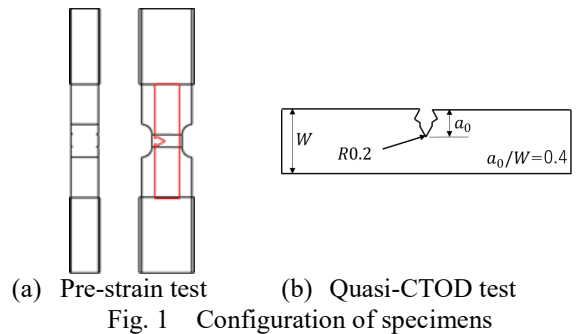 W
a₀
R0.2
a₀/W=0.4
(a) Pre-strain test (b) Quasi-CTOD test
Fig. 1 Configuration of specimens